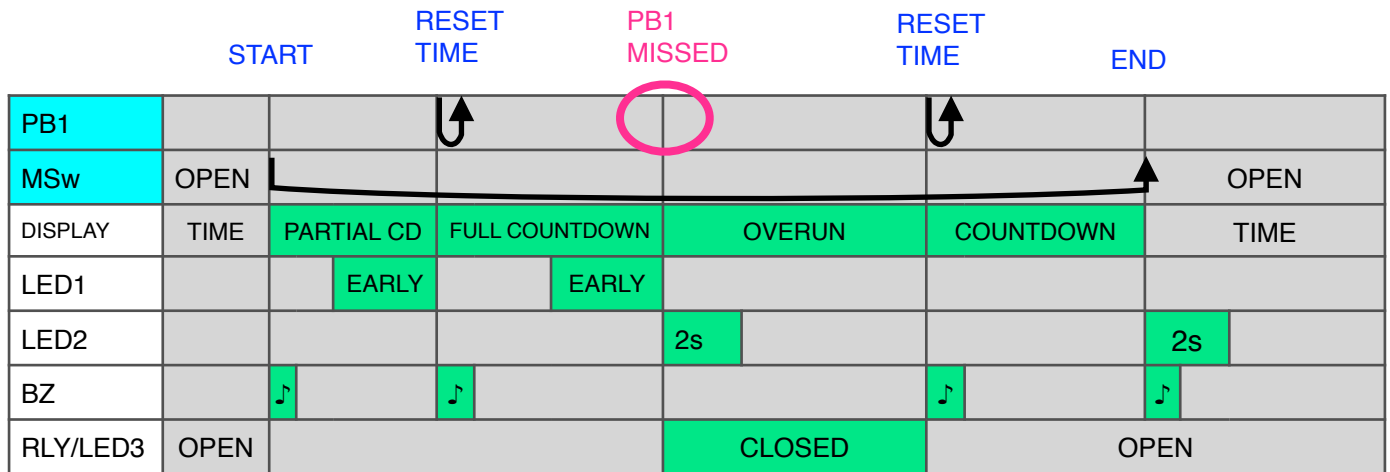 RESET
TIME
PB1
MISSED
RESET
TIME
START
END
PB1
MSw OPEN OPEN
DISPLAY TIME PARTIAL CD FULL COUNTDOWN OVERUN COUNTDOWN TIME
LED1 EARLY EARLY
LED2 2s 2s
BZ ♪ ♪ ♪ ♪
RLY/LED3 OPEN CLOSED OPEN